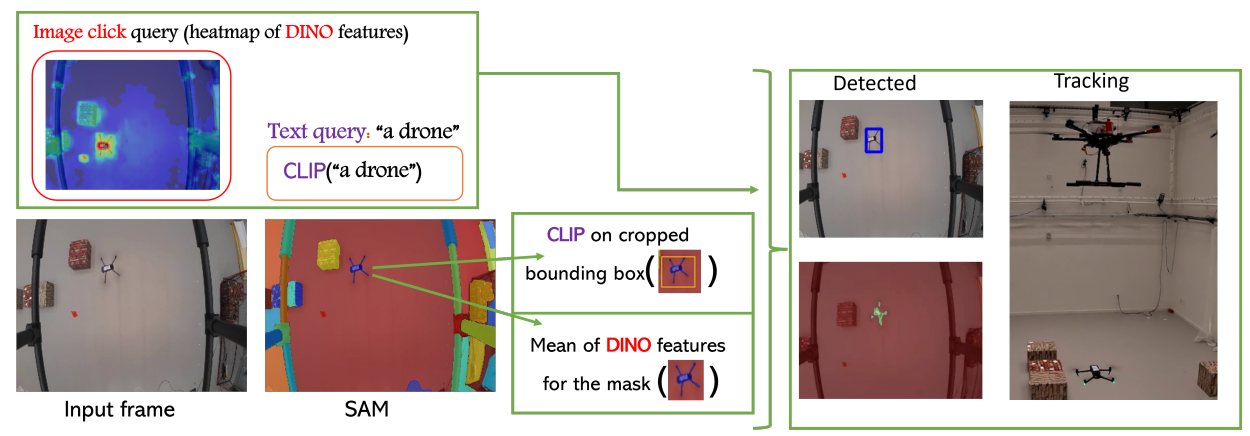 Image click query (heatmap of DINO features)
Text query: “a drone”
CLIP(“a drone”)
Input frame
SAM
CLIP on cropped
bounding box( )
Mean of DINO features
for the mask ( )
Detected
Tracking